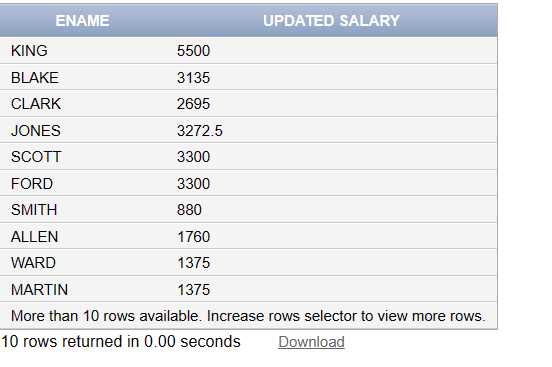 ENAME UPDATED SALARY
KING 5500
BLAKE 3135
CLARK 2695
JONES 3272.5
SCOTT 3300
FORD 3300
SMITH 880
ALLEN 1760
WARD 1375
MARTIN 1375
More than 10 rows available. Increase rows selector to view more rows.
10 rows returned in 0.00 seconds Download